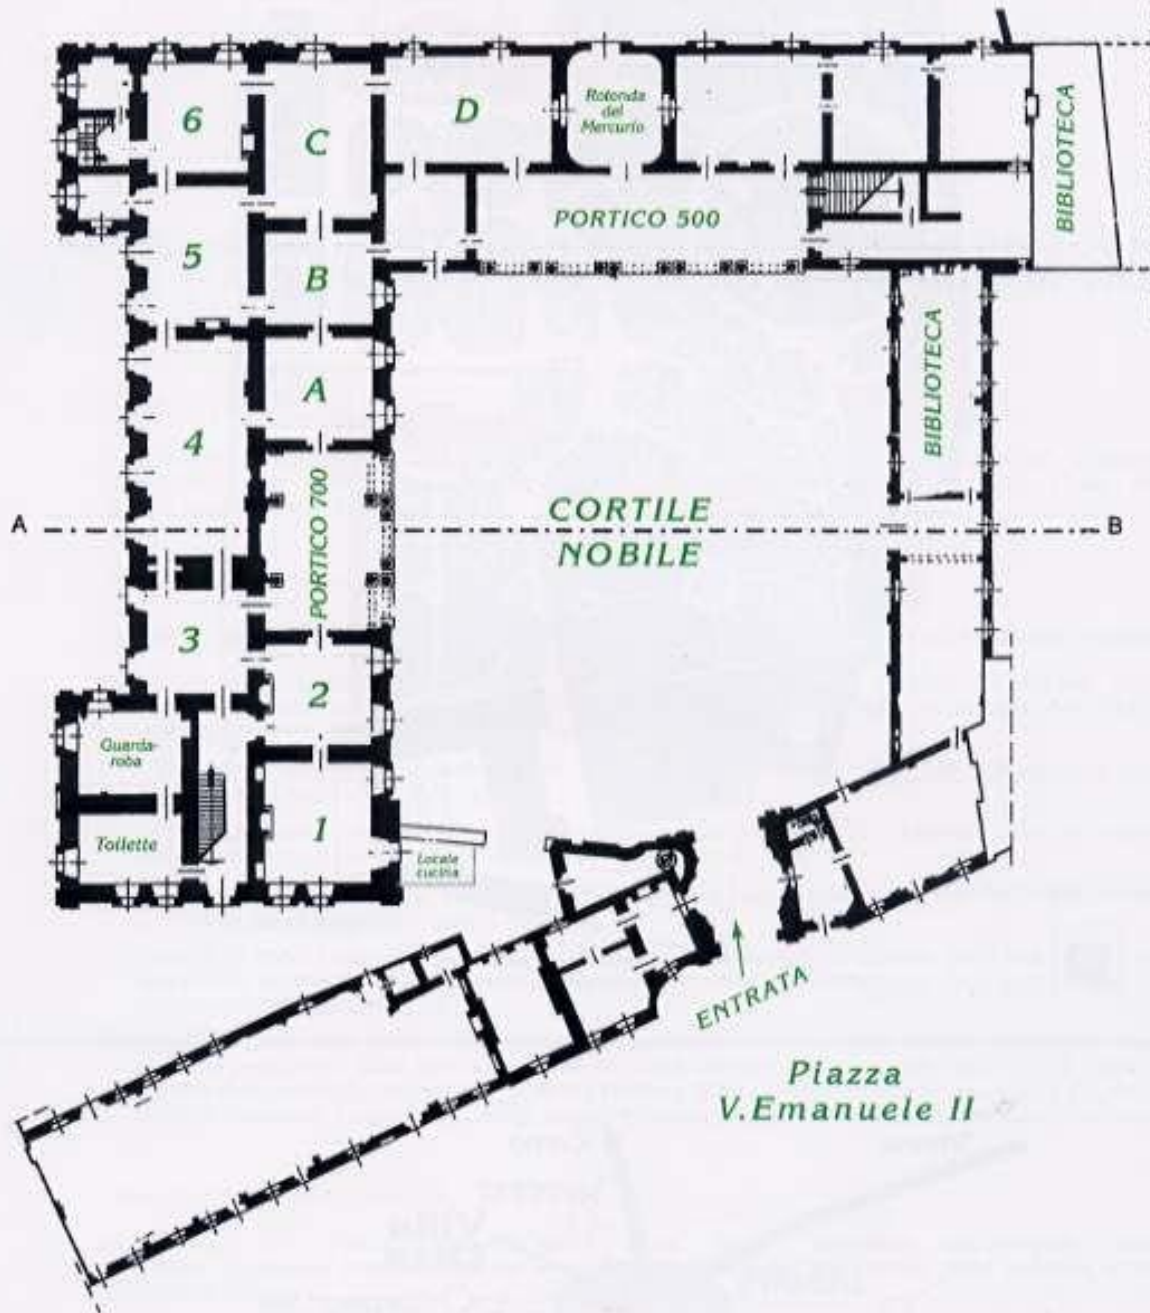 6
C
D
Rotonda
del
Mercurio
BIBLIOTECA
5
B
PORTICO 500
A
BIBLIOTECA
4
PORTICO 700
A
CORTILE
NOBILE
B
3
2
Guarda-
roba
1
Toilette
Locale
cucina
ENTRATA
Piazza
V.Emanuele II